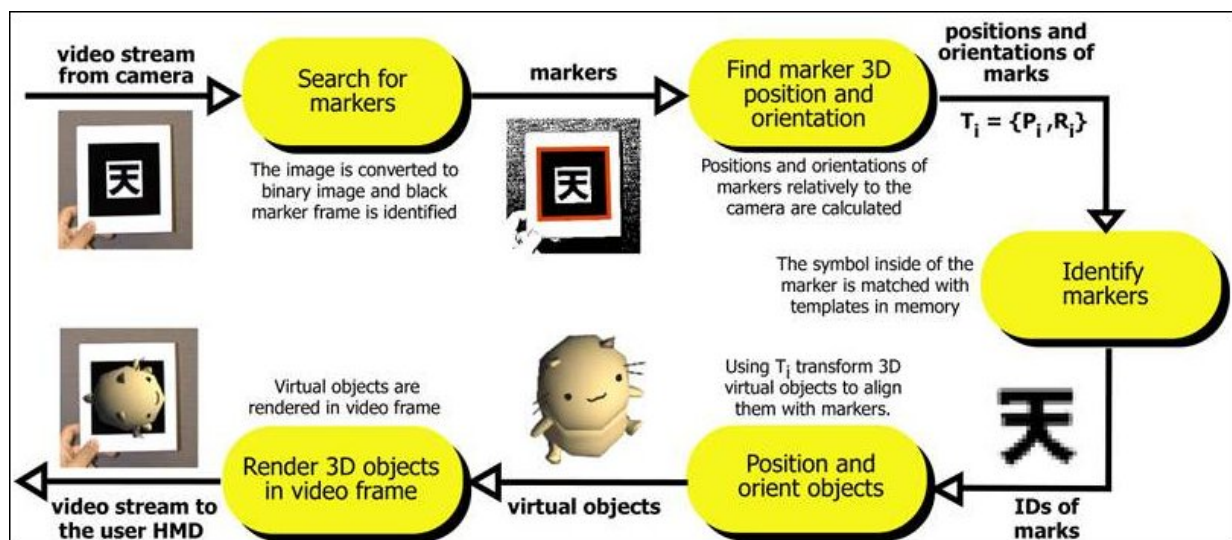 video stream
from camera
Search for
markers
The image is converted to
binary image and black
marker frame is identified
天
markers
天
Find marker 3D
position and
orientation
Positions and orientations of
markers relatively to the
camera are calculated
positions and
orientations of
marks
Ti = {Pi ,Ri}
Identify
markers
The symbol inside of the
marker is matched with
templates in memory
天
IDs of
marks
Using Ti transform 3D
virtual objects to align
them with markers.
Position and
orient objects
virtual objects
Virtual objects are
rendered in video frame
Render 3D objects
in video frame
video stream to
the user HMD